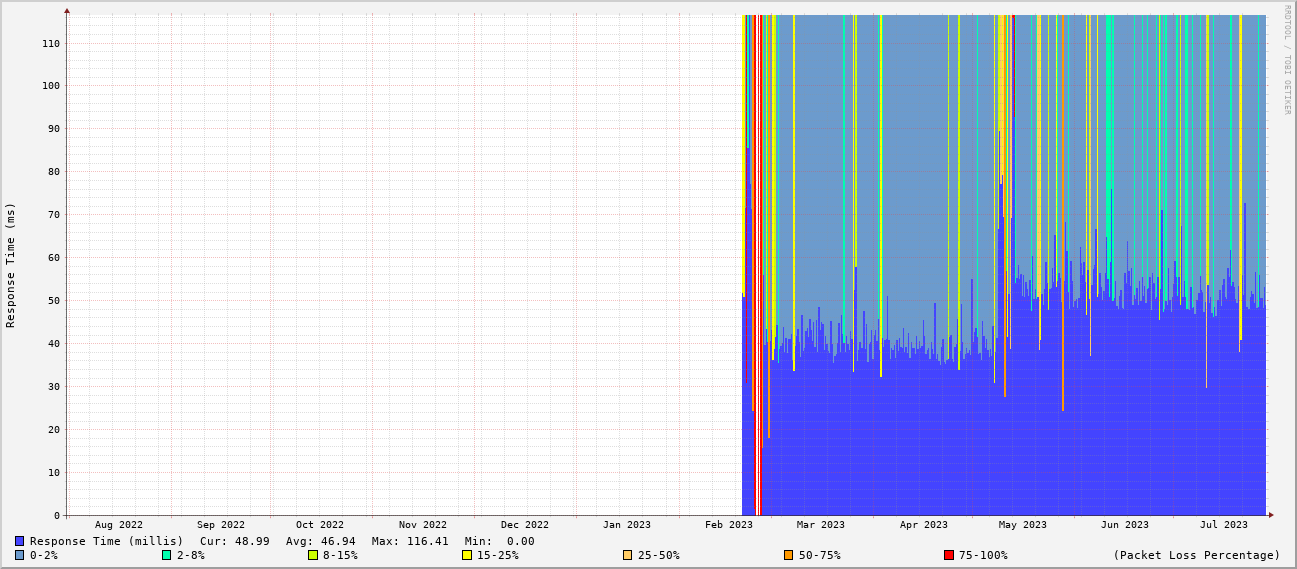 RRDTOOL / TOBI OETIKER
Response Time (ms)
110
100
90
80
70
60
50
40
30
20
10
0
Aug 2022 Sep 2022 Oct 2022 Nov 2022 Dec 2022 Jan 2023 Feb 2023 Mar 2023 Apr 2023 May 2023 Jun 2023 Jul 2023
Response Time (millis) Cur: 48.99 Avg: 46.94 Max: 116.41 Min: 0.00
0-2% 2-8% 8-15% 15-25% 25-50% 50-75% 75-100% (Packet Loss Percentage)